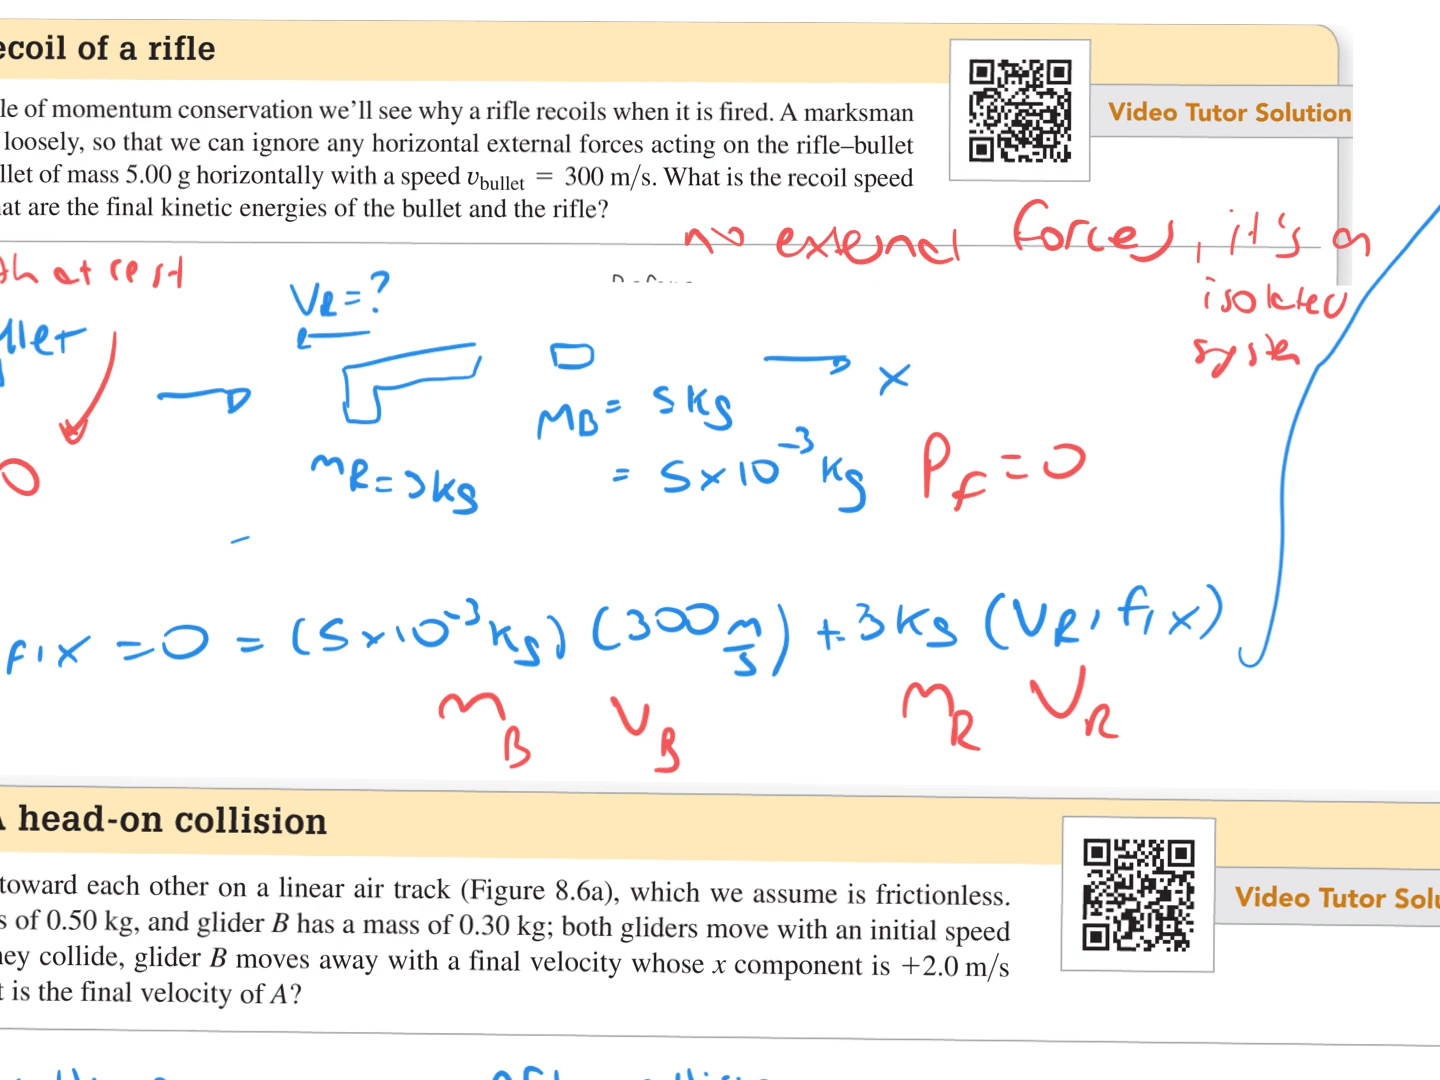 ecoil of a rifle
le of momentum conservation we'll see why a rifle recoils when it is fired. A marksman
loosely, so that we can ignore any horizontal external forces acting on the rifle–bullet
llet of mass 5.00 g horizontally with a speed v_bullet = 300 m/s. What is the recoil speed
at are the final kinetic energies of the bullet and the rifle?
Video Tutor Solution
no external forces, it's an
isolated
system
at rest
VR=?
llet
x
MB= 5kg
= 5×10⁻³ kg
mR=3kg
Pf=0
0
f,x =0 = (5×10⁻³kg) (300 m/s) + 3kg (VR,f,x)
mB VB mR VR
A head-on collision
toward each other on a linear air track (Figure 8.6a), which we assume is frictionless.
s of 0.50 kg, and glider B has a mass of 0.30 kg; both gliders move with an initial speed
ey collide, glider B moves away with a final velocity whose x component is +2.0 m/s
t is the final velocity of A?
Video Tutor Solu